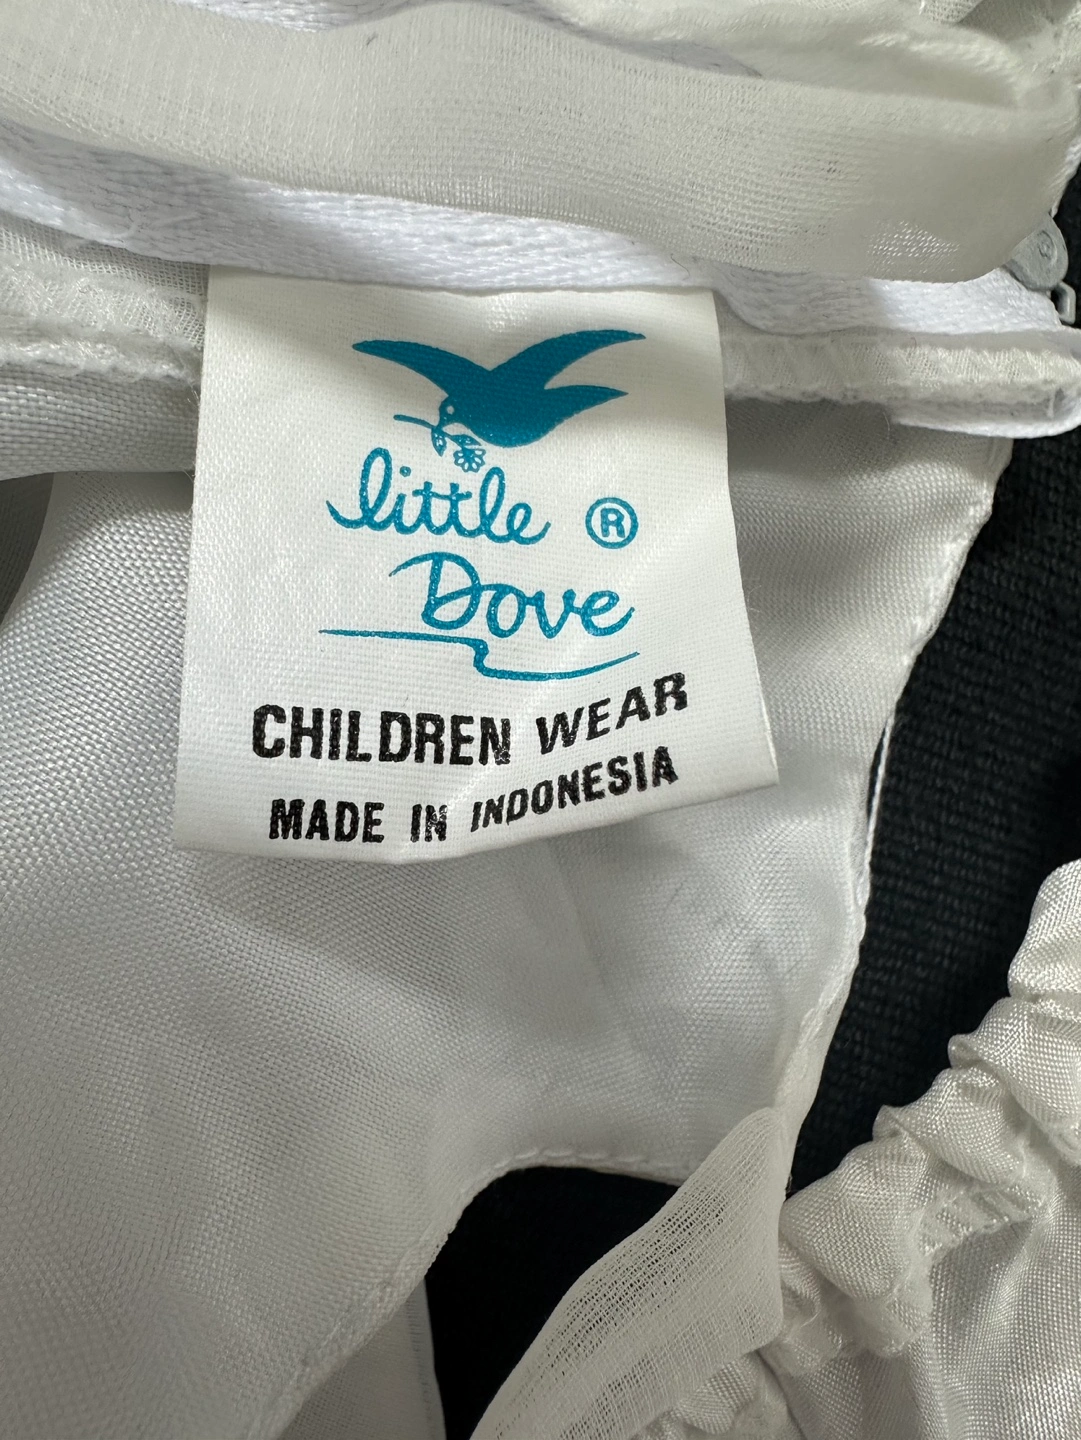 little ®
Dove
CHILDREN WEAR
MADE IN INDONESIA